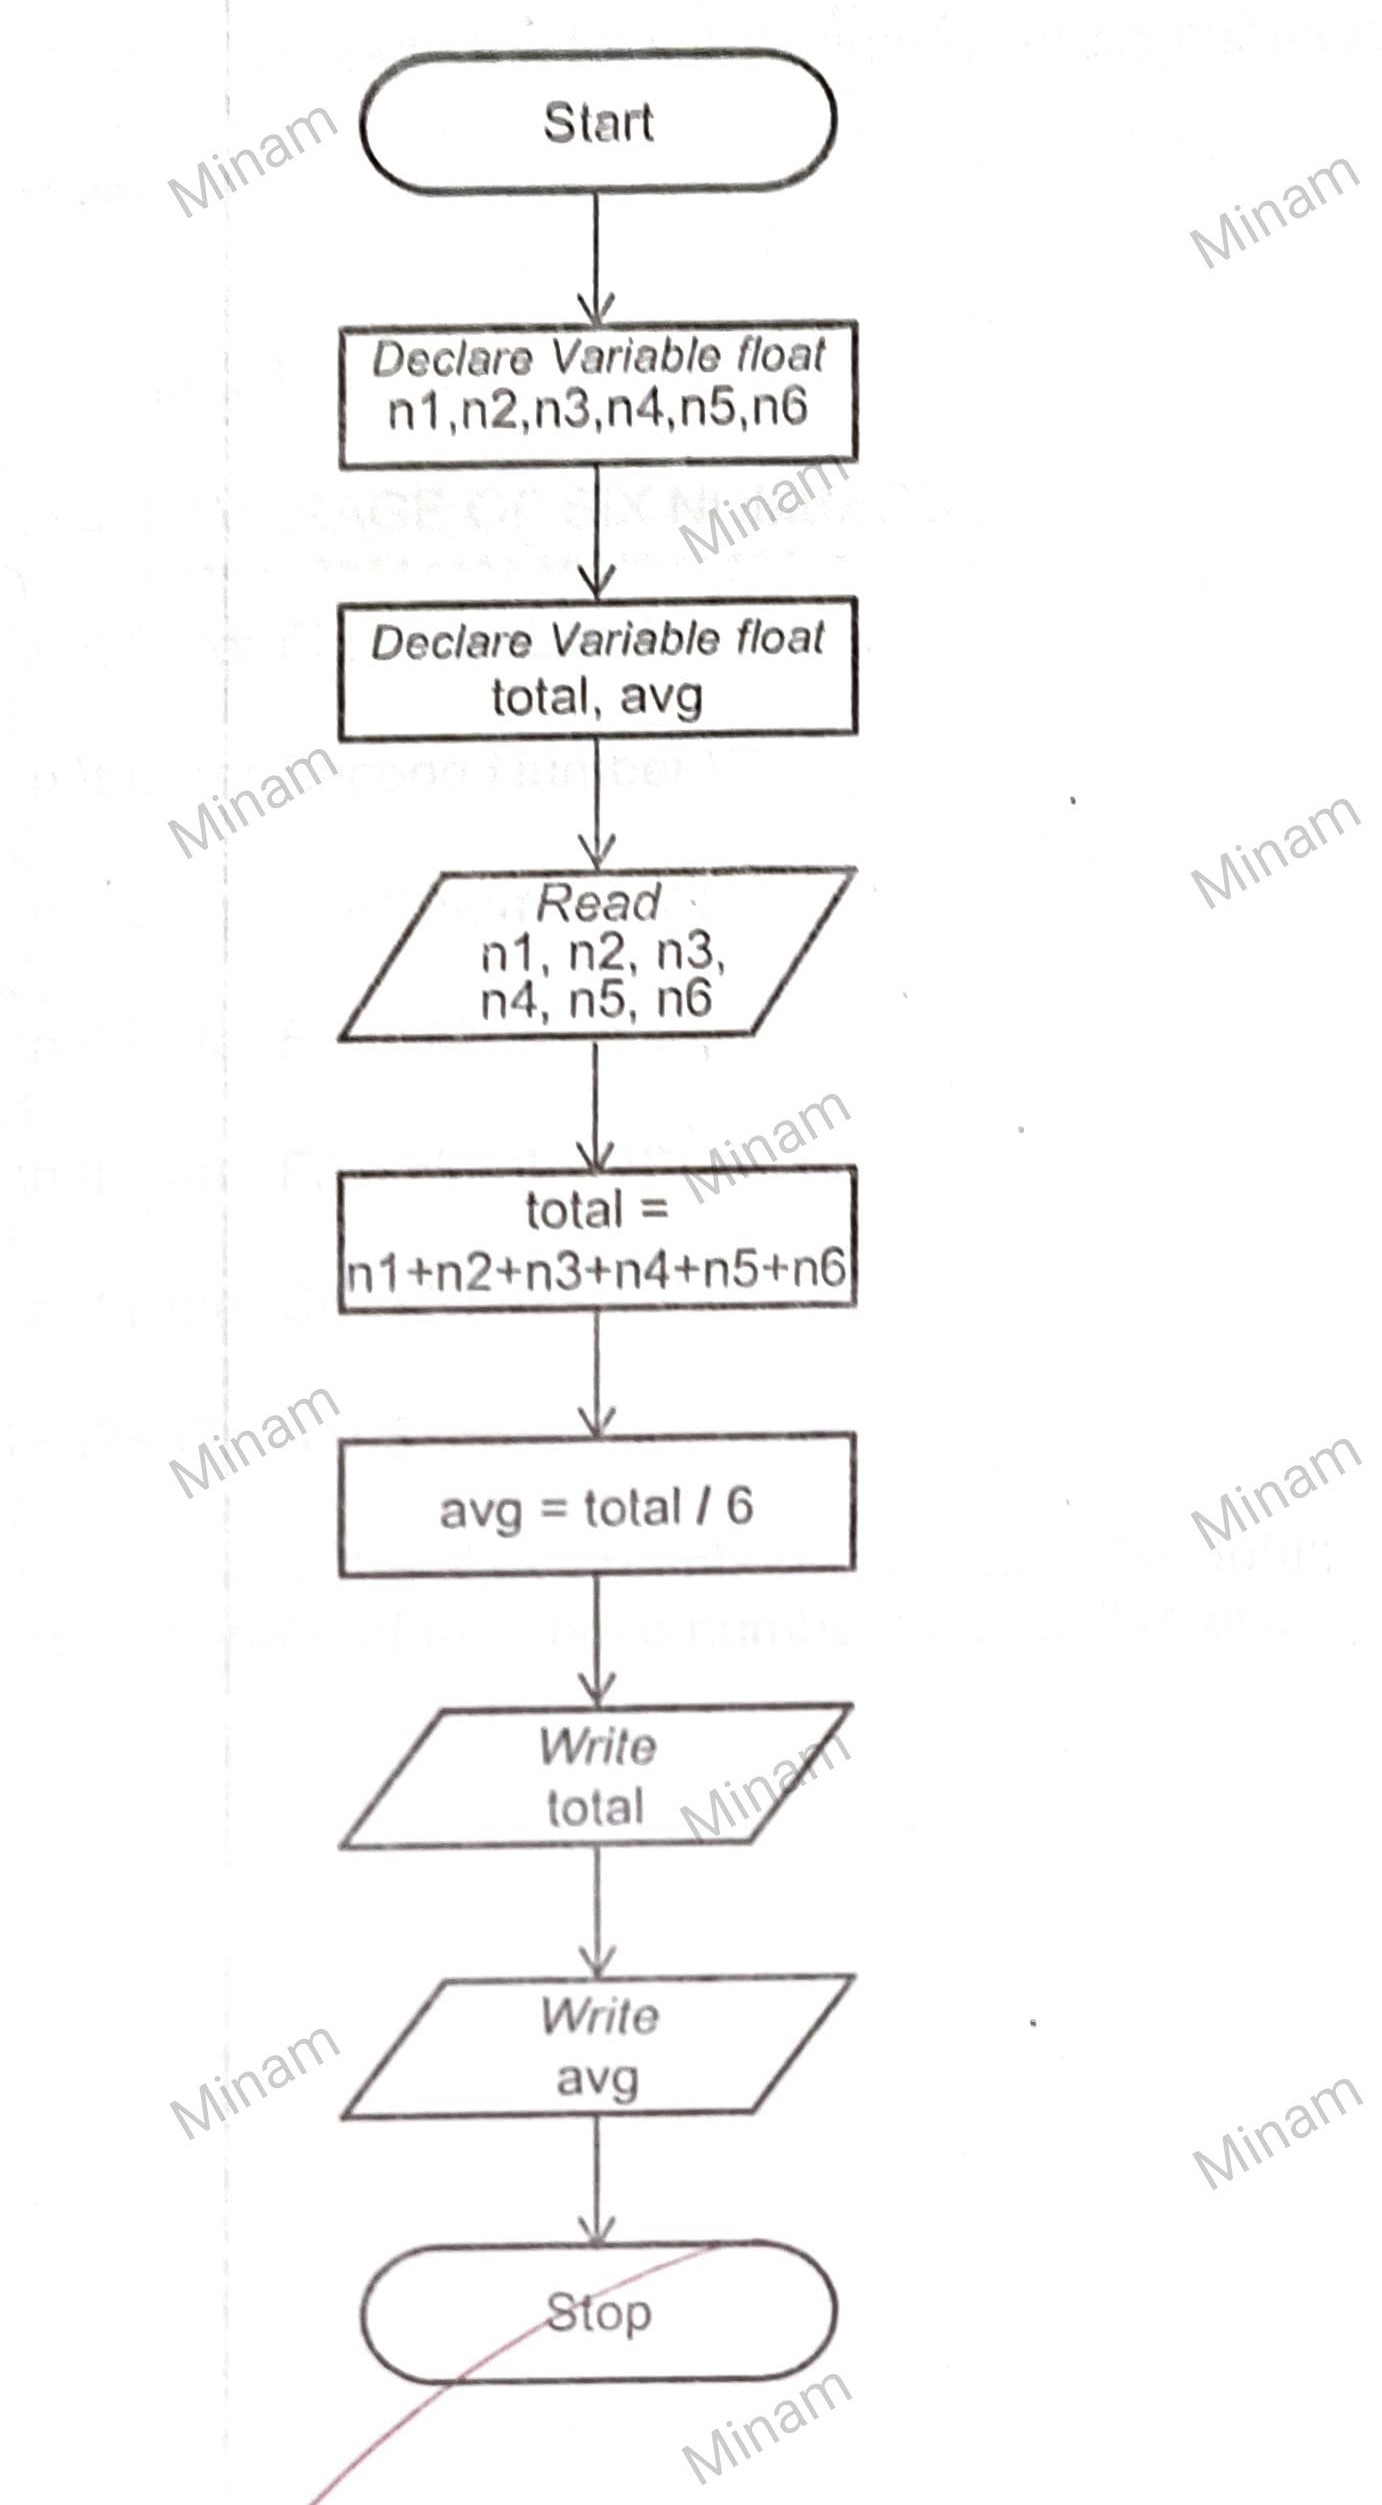 Start
Minam
Minam
Declare Variable float
n1,n2,n3,n4,n5,n6
Minam
Declare Variable float
total, avg
Minam
Minam
Read
n1, n2, n3,
n4, n5, n6
Minam
total =
n1+n2+n3+n4+n5+n6
Minam
Minam
avg = total / 6
Write
total
Minam
Write
avg
Minam
Minam
Stop
Minam